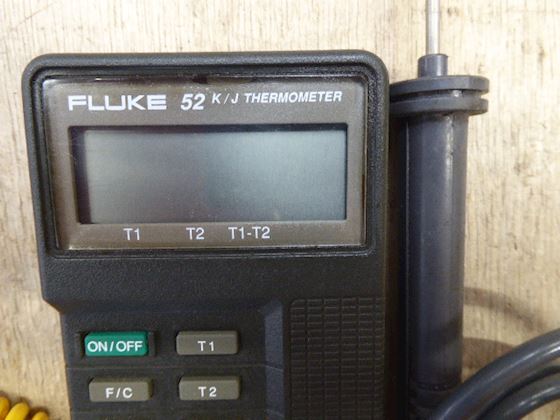 FLUKE 52 K/J THERMOMETER
T1 T2 T1-T2
ON/OFF T1
F/C T2